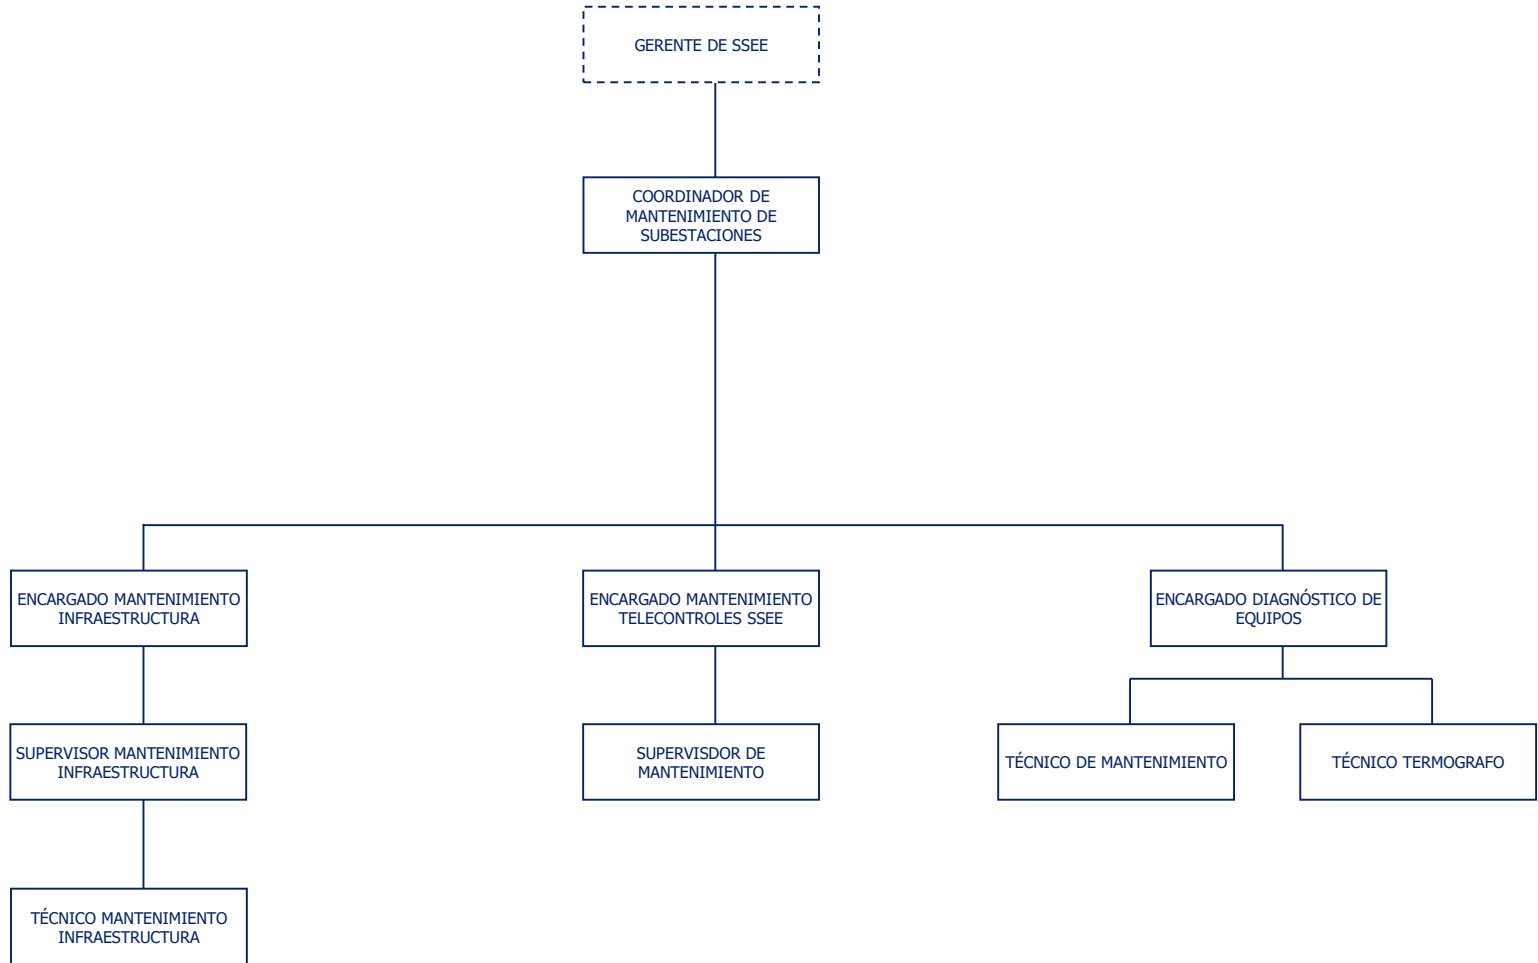 GERENTE DE SSEE
COORDINADOR DE
MANTENIMIENTO DE
SUBESTACIONES
ENCARGADO MANTENIMIENTO
INFRAESTRUCTURA
ENCARGADO MANTENIMIENTO
TELECONTROLES SSEE
ENCARGADO DIAGNÓSTICO DE
EQUIPOS
SUPERVISOR MANTENIMIENTO
INFRAESTRUCTURA
SUPERVISDOR DE
MANTENIMIENTO
TÉCNICO DE MANTENIMIENTO
TÉCNICO TERMOGRAFO
TÉCNICO MANTENIMIENTO
INFRAESTRUCTURA